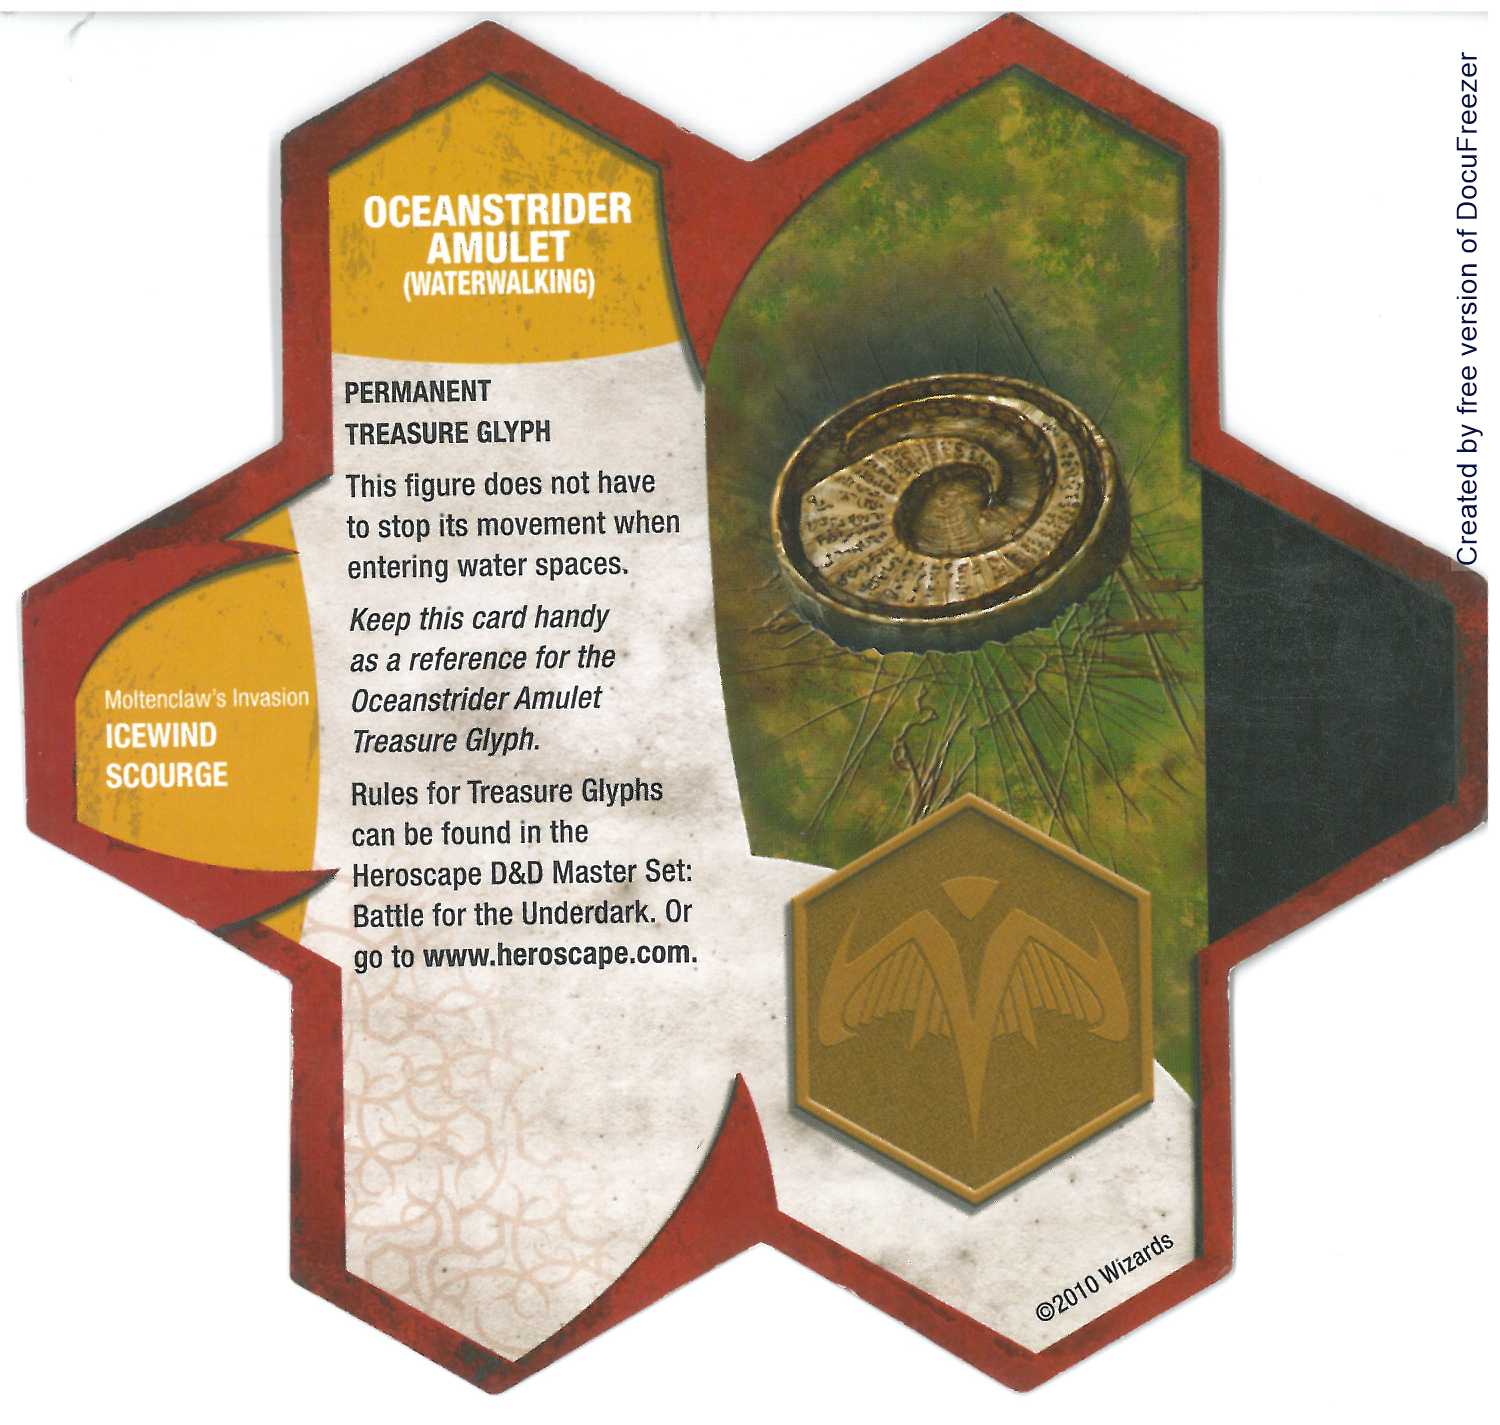 OCEANSTRIDER
AMULET
(WATERWALKING)
PERMANENT
TREASURE GLYPH
This figure does not have
to stop its movement when
entering water spaces.
Keep this card handy
as a reference for the
Oceanstrider Amulet
Treasure Glyph.
Rules for Treasure Glyphs
can be found in the
Heroscape D&D Master Set:
Battle for the Underdark. Or
go to www.heroscape.com.
Moltenclaw's Invasion
ICEWIND
SCOURGE
©2010 Wizards
Created by free version of DocuFreezer